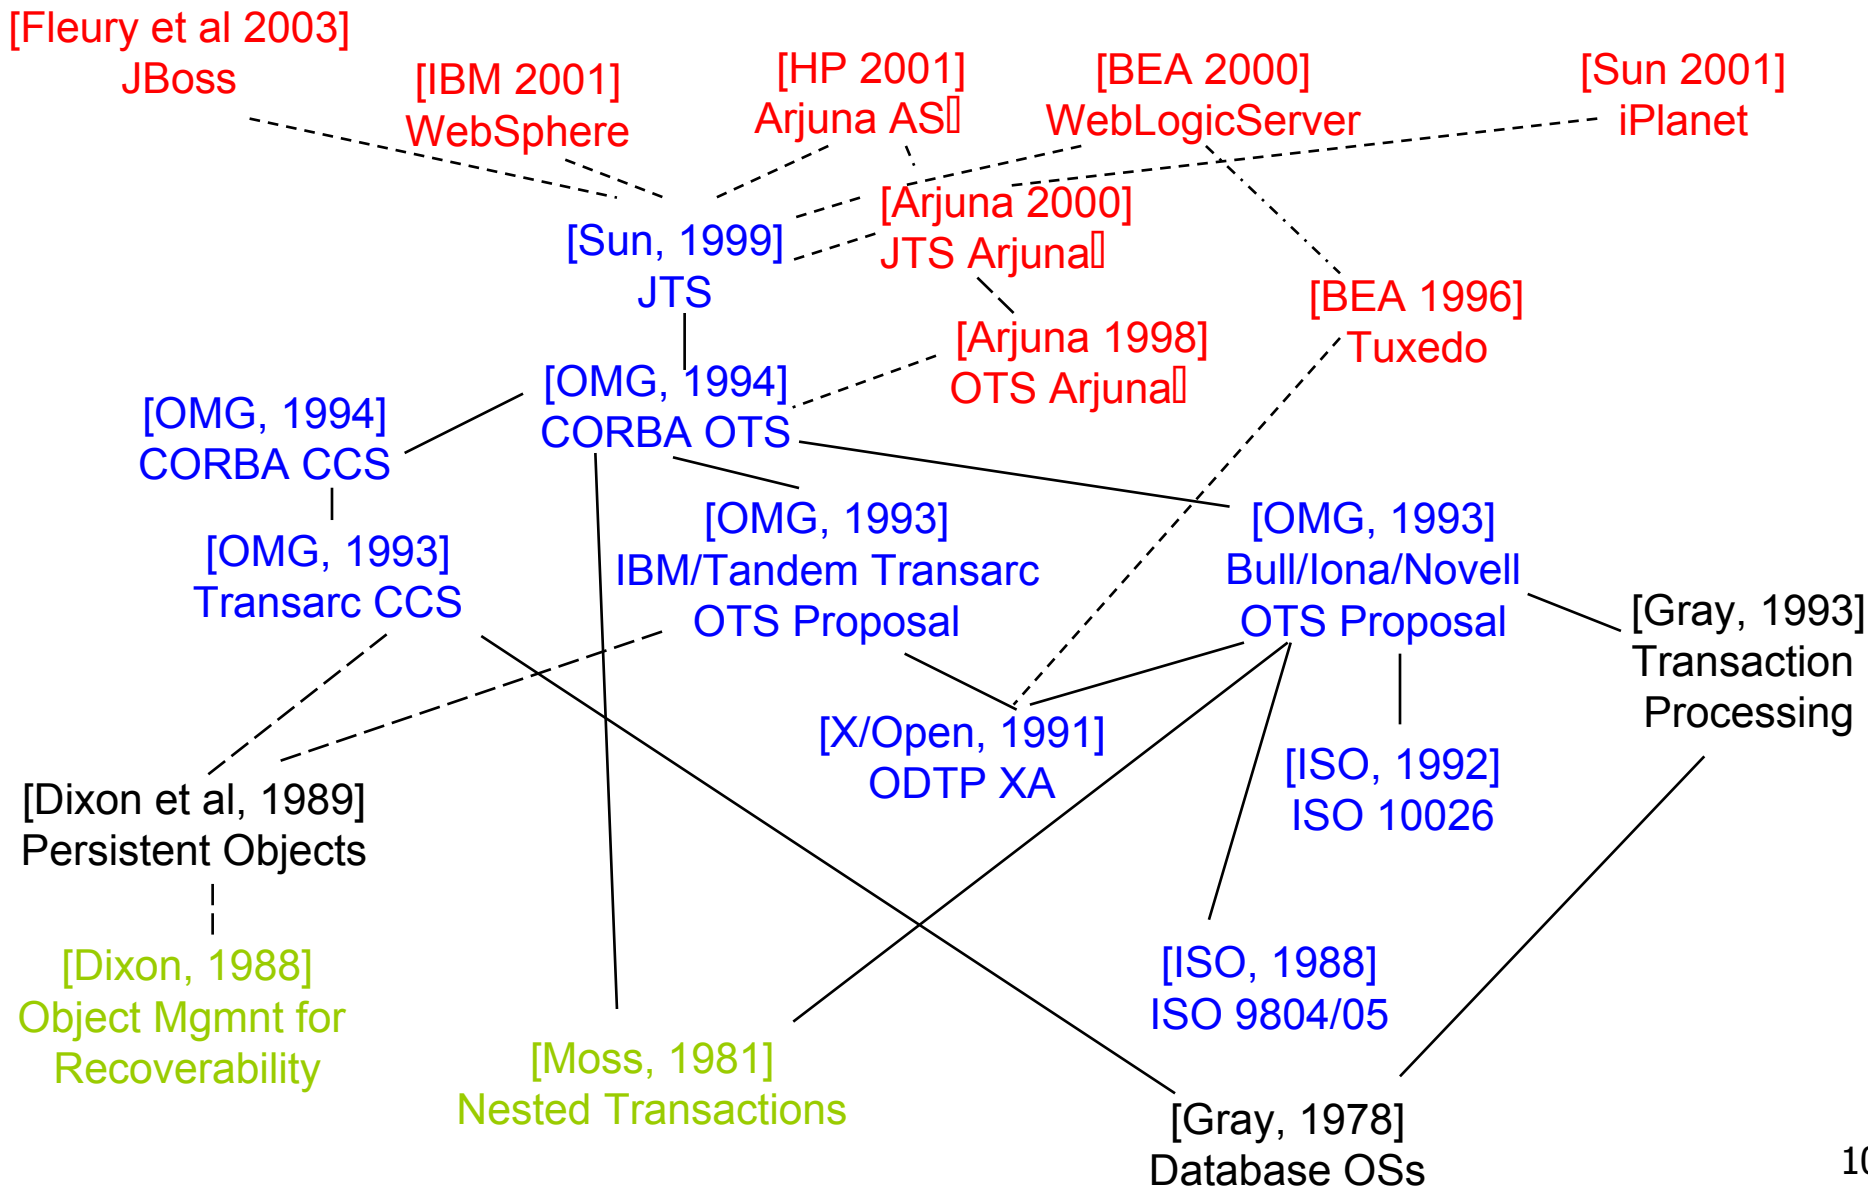 [Fleury et al 2003]
JBoss
[IBM 2001]
WebSphere
[HP 2001]
Arjuna AS
[BEA 2000]
WebLogicServer
[Sun 2001]
iPlanet
[Sun, 1999]
JTS
[Arjuna 2000]
JTS Arjuna
[BEA 1996]
Tuxedo
[Arjuna 1998]
OTS Arjuna
[OMG, 1994]
CORBA CCS
[OMG, 1994]
CORBA OTS
[OMG, 1993]
Transarc CCS
[OMG, 1993]
IBM/Tandem Transarc
OTS Proposal
[OMG, 1993]
Bull/Iona/Novell
OTS Proposal
[Gray, 1993]
Transaction
Processing
[X/Open, 1991]
ODTP XA
[ISO, 1992]
ISO 10026
[Dixon et al, 1989]
Persistent Objects
[Dixon, 1988]
Object Mgmnt for
Recoverability
[Moss, 1981]
Nested Transactions
[ISO, 1988]
ISO 9804/05
[Gray, 1978]
Database OSs
10